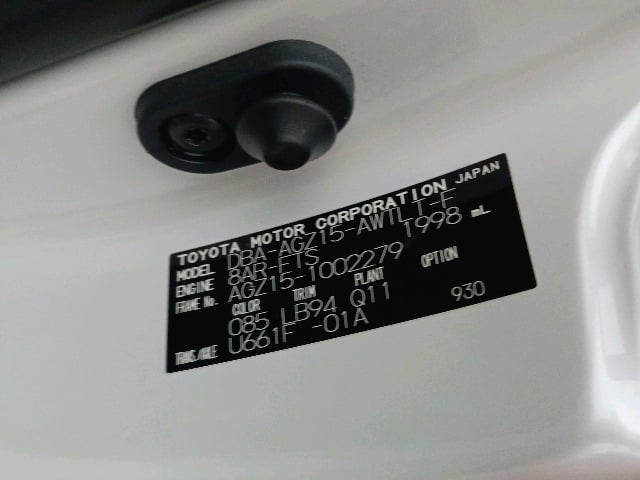 TOYOTA MOTOR CORPORATION JAPAN
MODEL DBA-AGZ15-AWTLT-F
ENGINE 8AR-FTS 1998 mL
FRAME No. AGZ15-1002279
COLOR TRIM PLANT OPTION
085 LB94 Q11 930
TRANS/AXLE U661F -01A